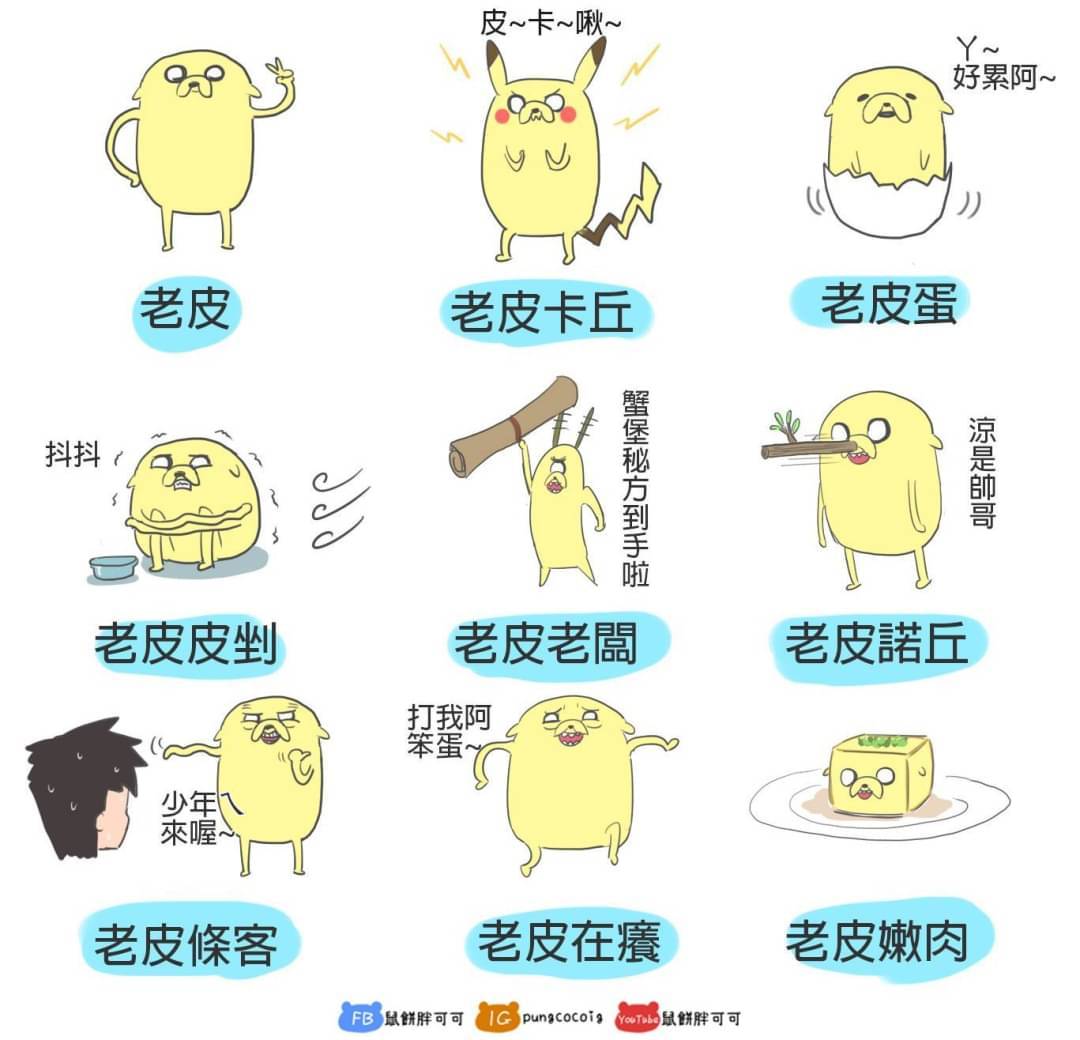 皮~卡~啾~
ㄚ~
好累阿~
老皮
老皮卡丘
老皮蛋
抖抖
蟹堡秘方到手啦
涼是帥哥
老皮皮剉
老皮老闆
老皮諾丘
少年ㄟ
來喔~
打我阿
笨蛋~
老皮條客
老皮在癢
老皮嫩肉
FB 鼠餅胖可可 IG pungcocoig YouTube 鼠餅胖可可